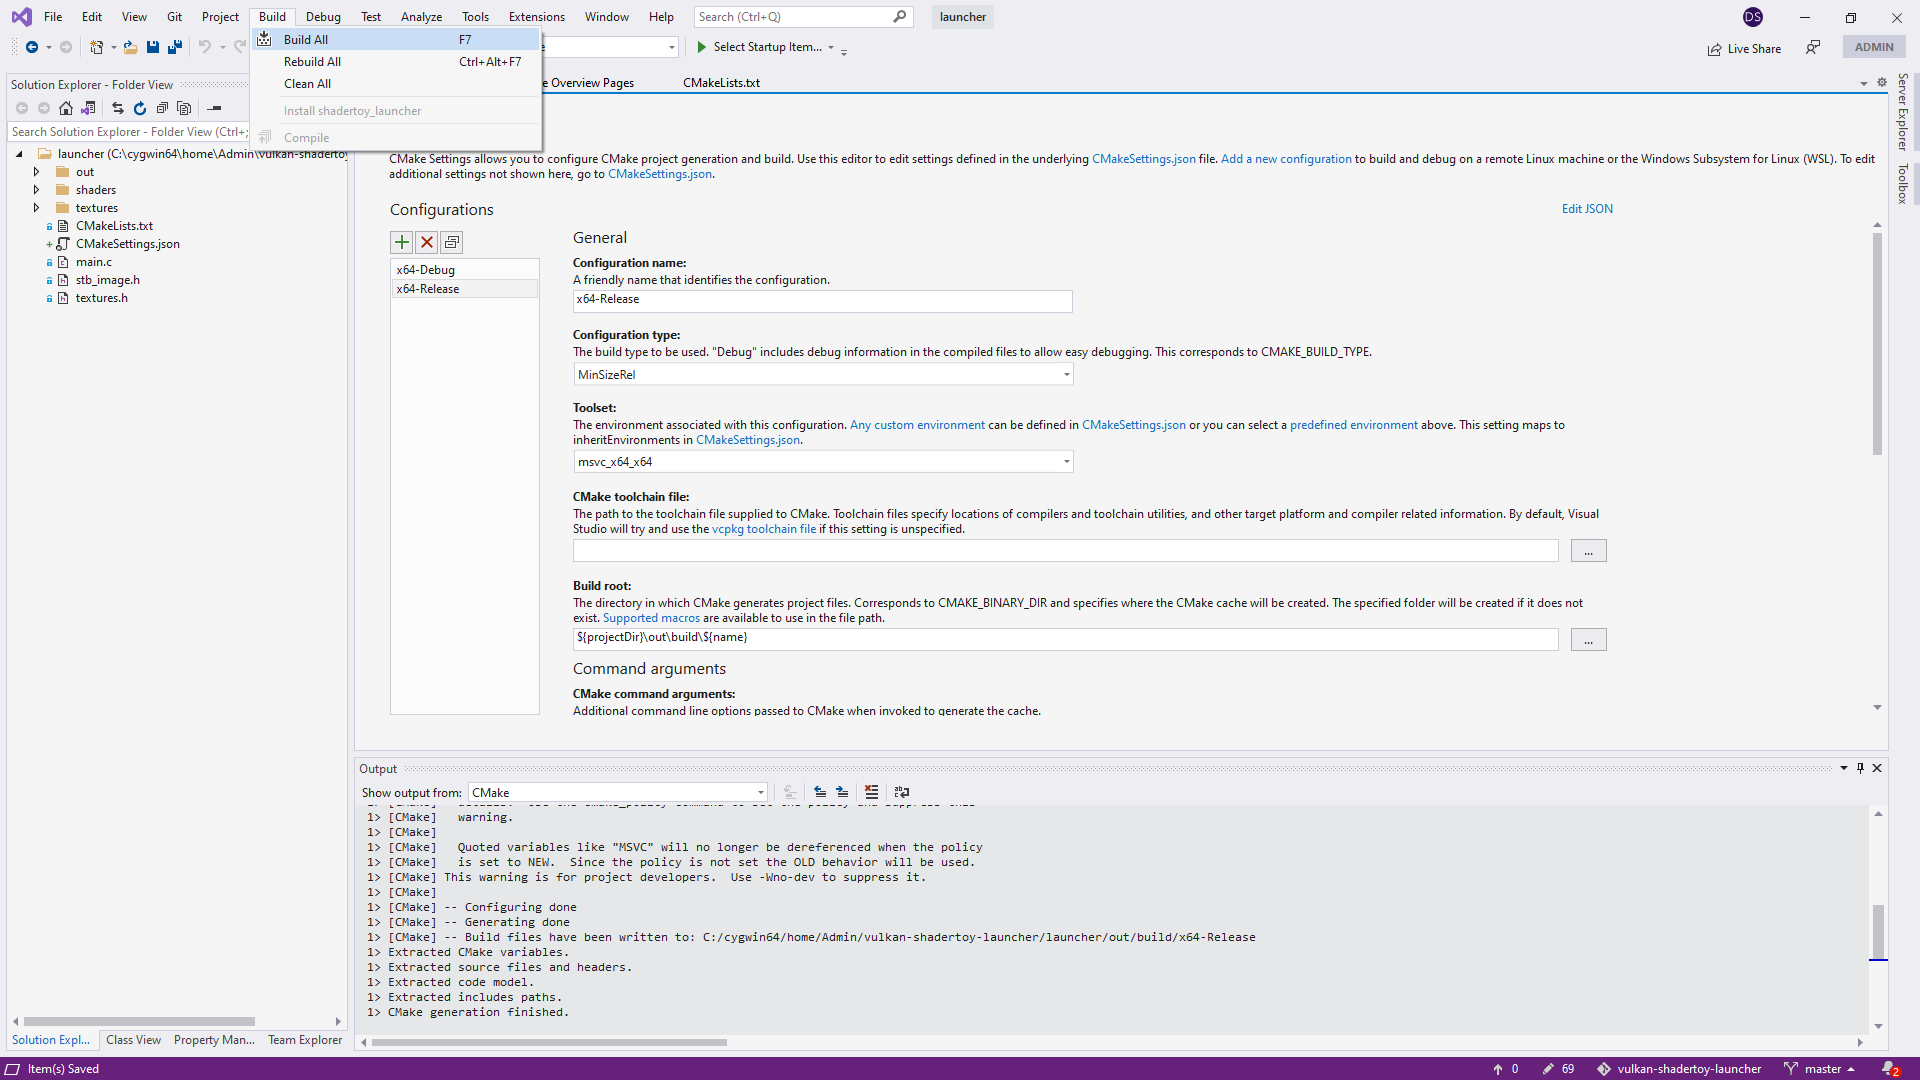 File Edit View Git Project Build Debug Test Analyze Tools Extensions Window Help Search (Ctrl+Q) launcher DS
Build All F7
Select Startup Item... Live Share ADMIN
Rebuild All Ctrl+Alt+F7
Clean All
Install shadertoy_launcher
Compile
Solution Explorer - Folder View
Overview Pages CMakeLists.txt
Search Solution Explorer - Folder View (Ctrl+;
launcher (C:\cygwin64\home\Admin\vulkan-shadertoy
out
shaders
textures
CMakeLists.txt
CMakeSettings.json
main.c
stb_image.h
textures.h
CMake Settings allows you to configure CMake project generation and build. Use this editor to edit settings defined in the underlying CMakeSettings.json file. Add a new configuration to build and debug on a remote Linux machine or the Windows Subsystem for Linux (WSL). To edit
additional settings not shown here, go to CMakeSettings.json.
Configurations
Edit JSON
x64-Debug
x64-Release
General
Configuration name:
A friendly name that identifies the configuration.
x64-Release
Configuration type:
The build type to be used. "Debug" includes debug information in the compiled files to allow easy debugging. This corresponds to CMAKE_BUILD_TYPE.
MinSizeRel
Toolset:
The environment associated with this configuration. Any custom environment can be defined in CMakeSettings.json or you can select a predefined environment above. This setting maps to
inheritEnvironments in CMakeSettings.json.
msvc_x64_x64
CMake toolchain file:
The path to the toolchain file supplied to CMake. Toolchain files specify locations of compilers and toolchain utilities, and other target platform and compiler related information. By default, Visual
Studio will try and use the vcpkg toolchain file if this setting is unspecified.
...
Build root:
The directory in which CMake generates project files. Corresponds to CMAKE_BINARY_DIR and specifies where the CMake cache will be created. The specified folder will be created if it does not
exist. Supported macros are available to use in the file path.
${projectDir}\out\build\${name}
...
Command arguments
CMake command arguments:
Additional command line options passed to CMake when invoked to generate the cache.
Server Explorer
Toolbox
Output
Show output from: CMake
1> [CMake] warning.
1> [CMake]
1> [CMake] Quoted variables like "MSVC" will no longer be dereferenced when the policy
1> [CMake] is set to NEW. Since the policy is not set the OLD behavior will be used.
1> [CMake] This warning is for project developers. Use -Wno-dev to suppress it.
1> [CMake]
1> [CMake] -- Configuring done
1> [CMake] -- Generating done
1> [CMake] -- Build files have been written to: C:/cygwin64/home/Admin/vulkan-shadertoy-launcher/launcher/out/build/x64-Release
1> Extracted CMake variables.
1> Extracted source files and headers.
1> Extracted code model.
1> Extracted includes paths.
1> CMake generation finished.
Solution Expl... Class View Property Man... Team Explorer
Item(s) Saved 0 69 vulkan-shadertoy-launcher master 2